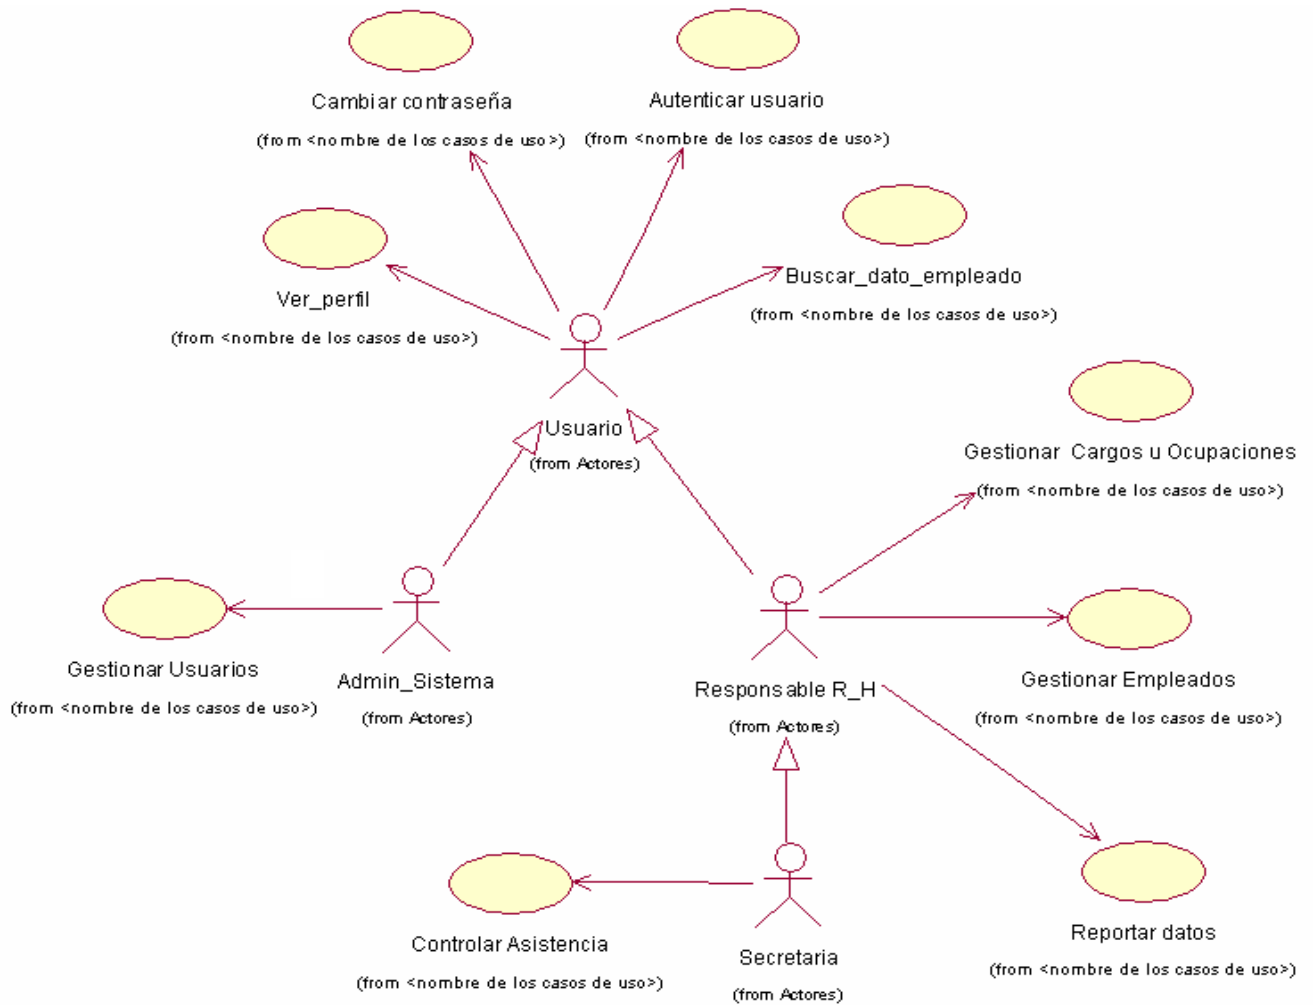 Cambiar contraseña
(from <nombre de los casos de uso>)
Autenticar usuario
(from <nombre de los casos de uso>)
Ver_perfil
(from <nombre de los casos de uso>)
Buscar_dato_empleado
(from <nombre de los casos de uso>)
Usuario
(from Actores)
Gestionar Cargos u Ocupaciones
(from <nombre de los casos de uso>)
Gestionar Usuarios
(from <nombre de los casos de uso>)
Admin_Sistema
(from Actores)
Responsable R_H
(from Actores)
Gestionar Empleados
(from <nombre de los casos de uso>)
Controlar Asistencia
(from <nombre de los casos de uso>)
Secretaria
(from Actores)
Reportar datos
(from <nombre de los casos de uso>)